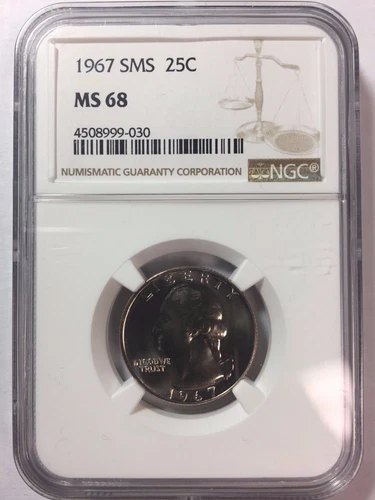 1967 SMS 25C
MS 68
4508999-030
NUMISMATIC GUARANTY CORPORATION
NGC®
LIBERTY
IN GOD WE
TRUST
1967